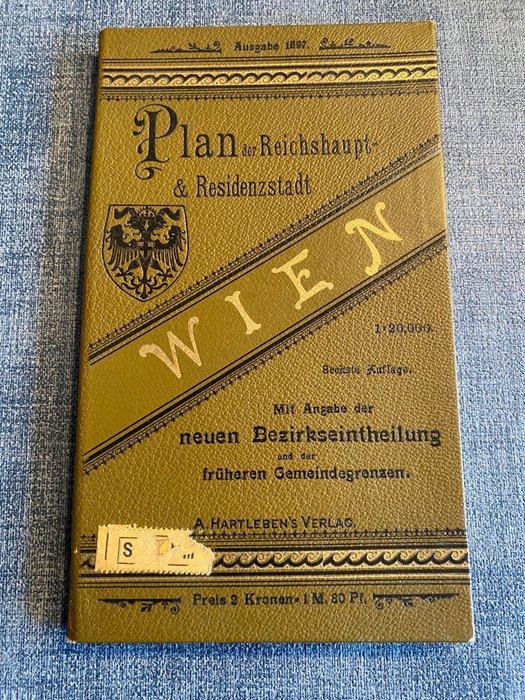 Ausgabe 1897.
Plan der Reichshaupt-
& Residenzstadt
WIEN
1:20,000.
Sechste Auflage.
Mit Angabe der
neuen Bezirkseintheilung
und der
früheren Gemeindegrenzen.
A. HARTLEBEN'S VERLAG.
S
Preis 2 Kronen = 1 M. 80 Pf.